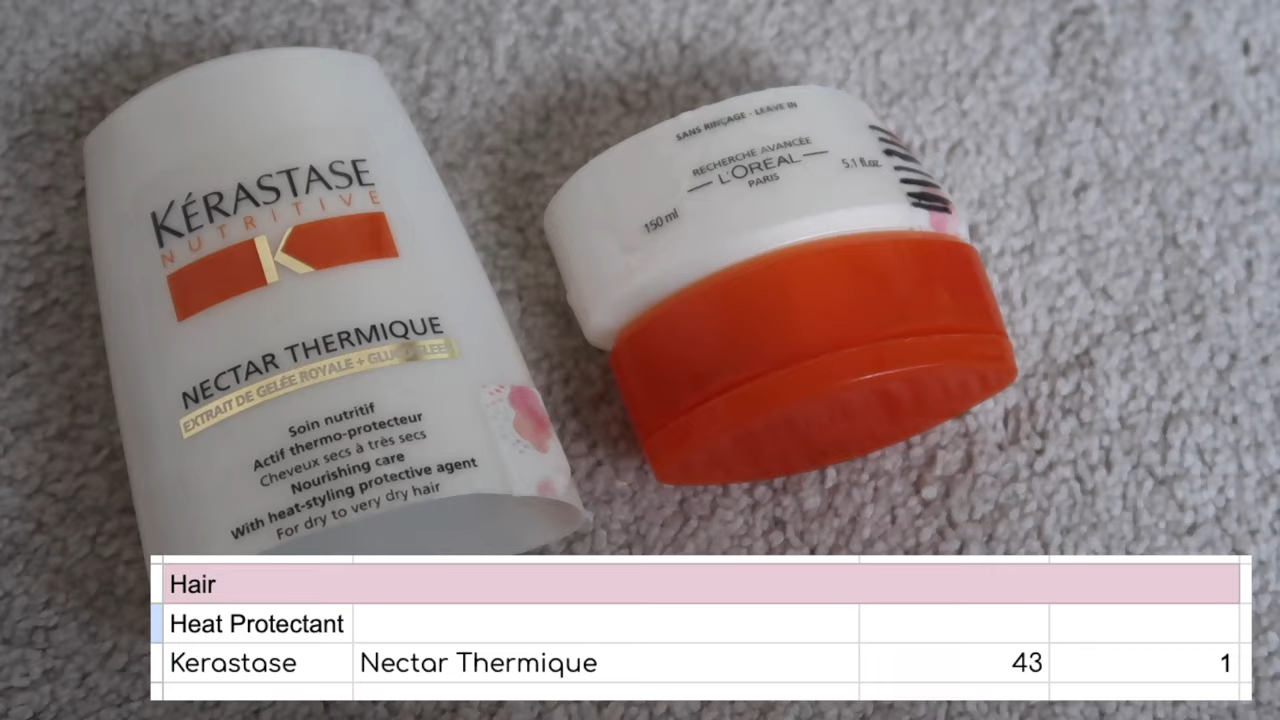 KÉRASTASE
NUTRITIVE
K
NECTAR THERMIQUE
EXTRAIT DE GELÉE ROYALE +
Soin nutritif
Actif thermo-protecteur
Cheveux secs à très secs
Nourishing care
With heat-styling protective agent
For dry to very dry hair
SANS RINÇAGE - LEAVE IN
RECHERCHE AVANCÉE
L'ORÉAL
PARIS
150 ml
5.1 fl.oz.
Hair
Heat Protectant
Kerastase Nectar Thermique 43 1